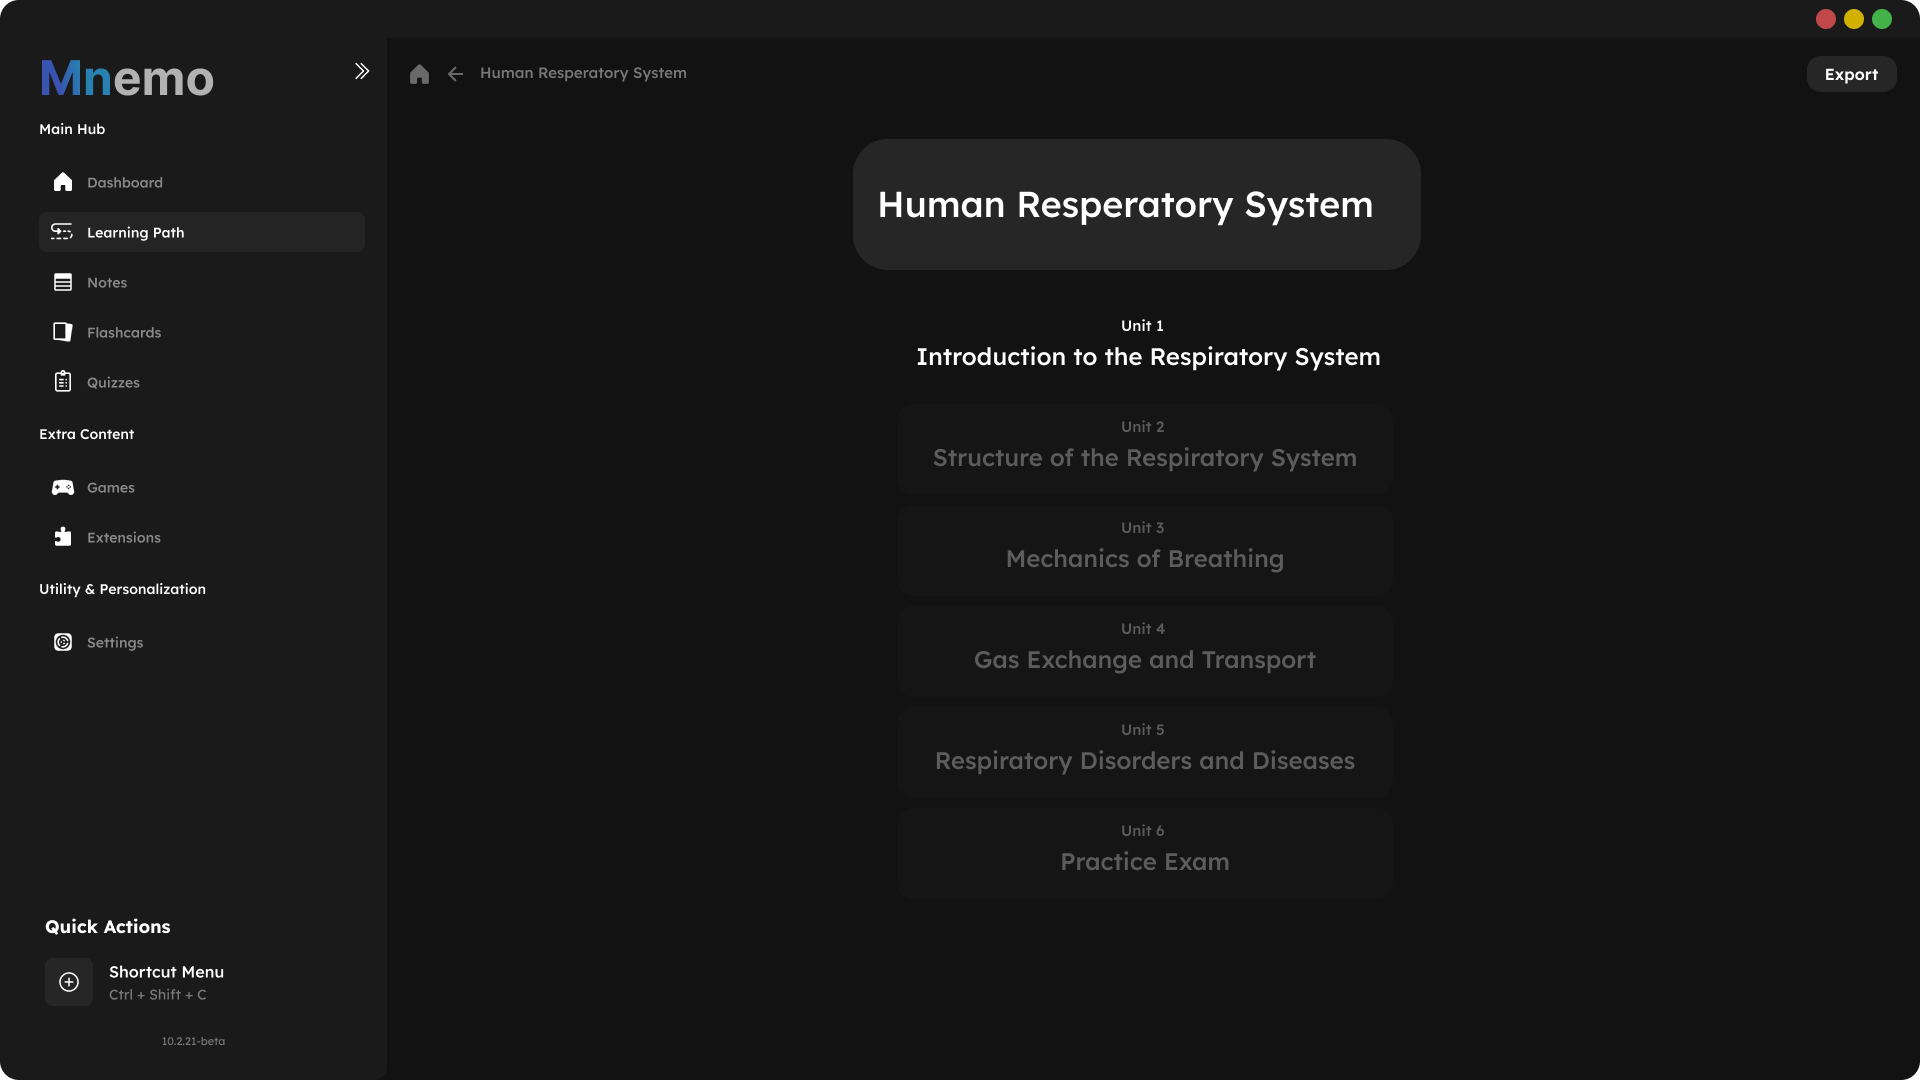 Mnemo
Main Hub
Dashboard
Learning Path
Notes
Flashcards
Quizzes
Extra Content
Games
Extensions
Utility & Personalization
Settings
Quick Actions
Shortcut Menu
Ctrl + Shift + C
10.2.21-beta
Human Resperatory System
Export
Human Resperatory System
Unit 1
Introduction to the Respiratory System
Unit 2
Structure of the Respiratory System
Unit 3
Mechanics of Breathing
Unit 4
Gas Exchange and Transport
Unit 5
Respiratory Disorders and Diseases
Unit 6
Practice Exam